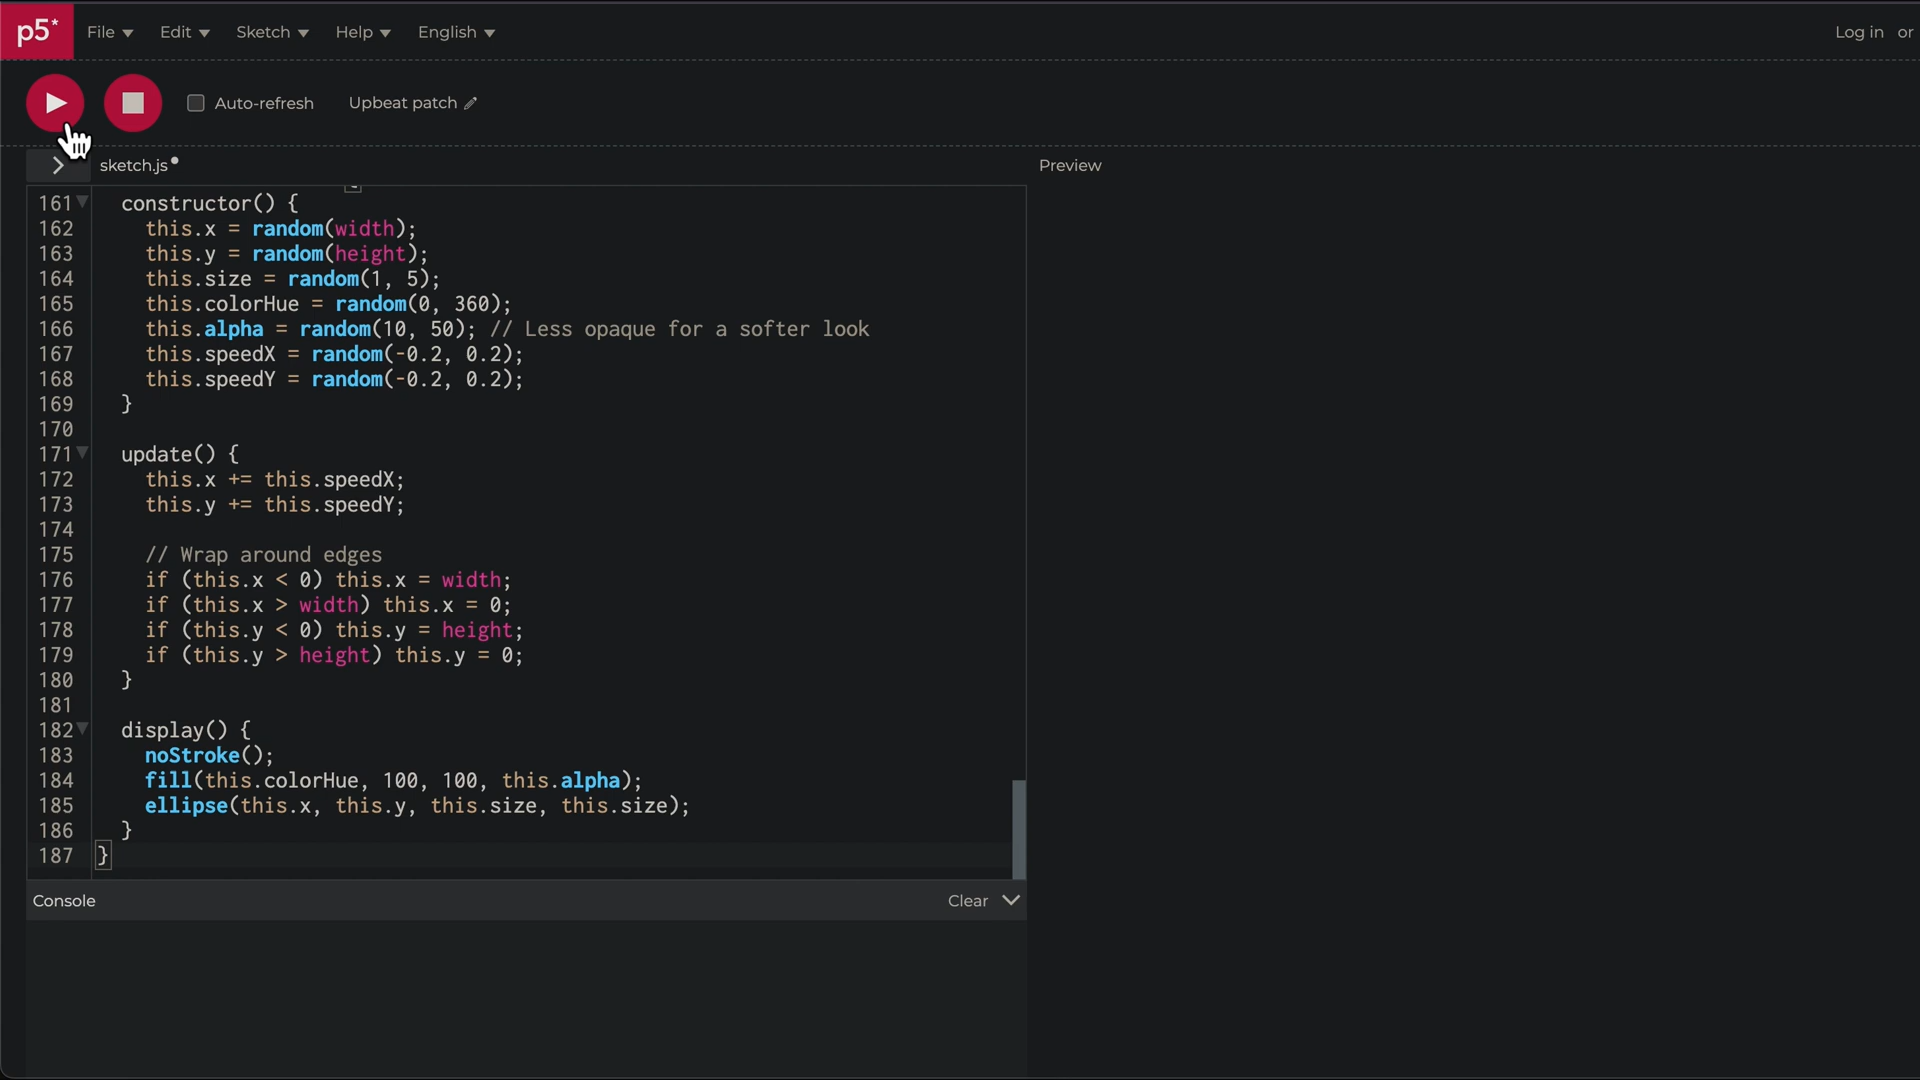 p5* File Edit Sketch Help English Log in or
Auto-refresh Upbeat patch
sketch.js
Preview
161 constructor() {
162 this.x = random(width);
163 this.y = random(height);
164 this.size = random(1, 5);
165 this.colorHue = random(0, 360);
166 this.alpha = random(10, 50); // Less opaque for a softer look
167 this.speedX = random(-0.2, 0.2);
168 this.speedY = random(-0.2, 0.2);
169 }
170
171 update() {
172 this.x += this.speedX;
173 this.y += this.speedY;
174
175 // Wrap around edges
176 if (this.x < 0) this.x = width;
177 if (this.x > width) this.x = 0;
178 if (this.y < 0) this.y = height;
179 if (this.y > height) this.y = 0;
180 }
181
182 display() {
183 noStroke();
184 fill(this.colorHue, 100, 100, this.alpha);
185 ellipse(this.x, this.y, this.size, this.size);
186 }
187 }
Console Clear